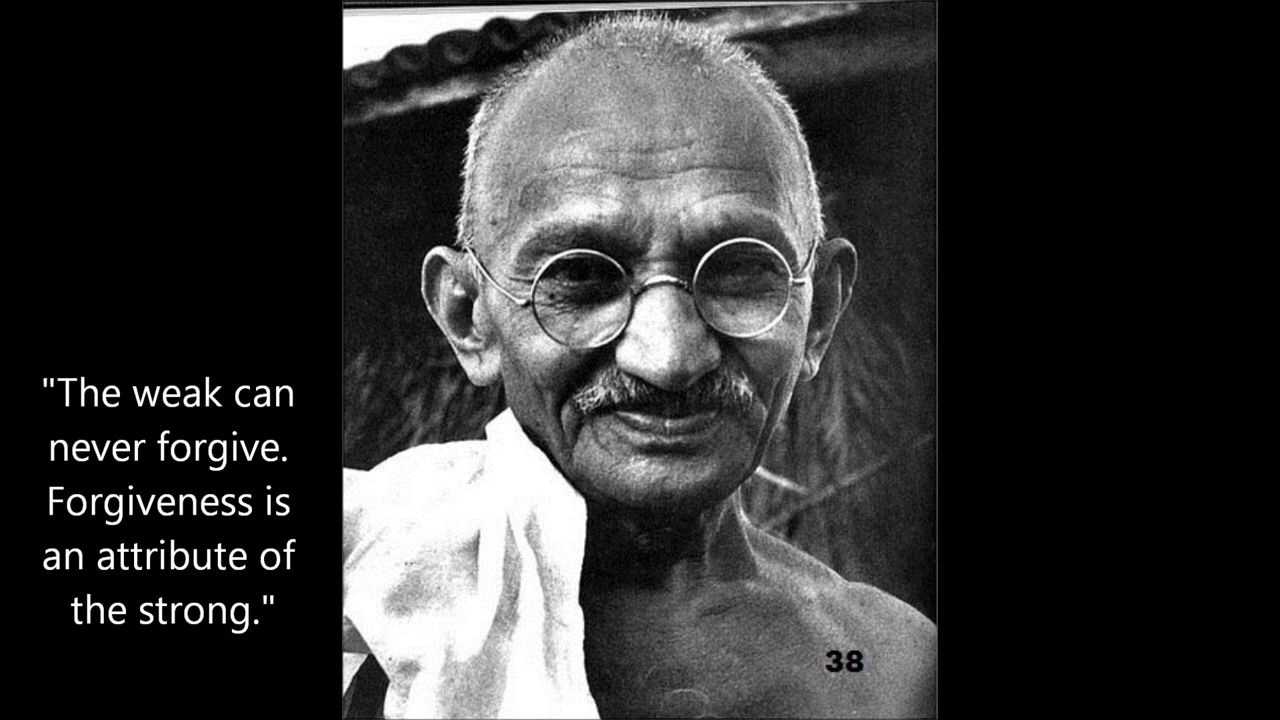 "The weak can
never forgive.
Forgiveness is
an attribute of
the strong."
38